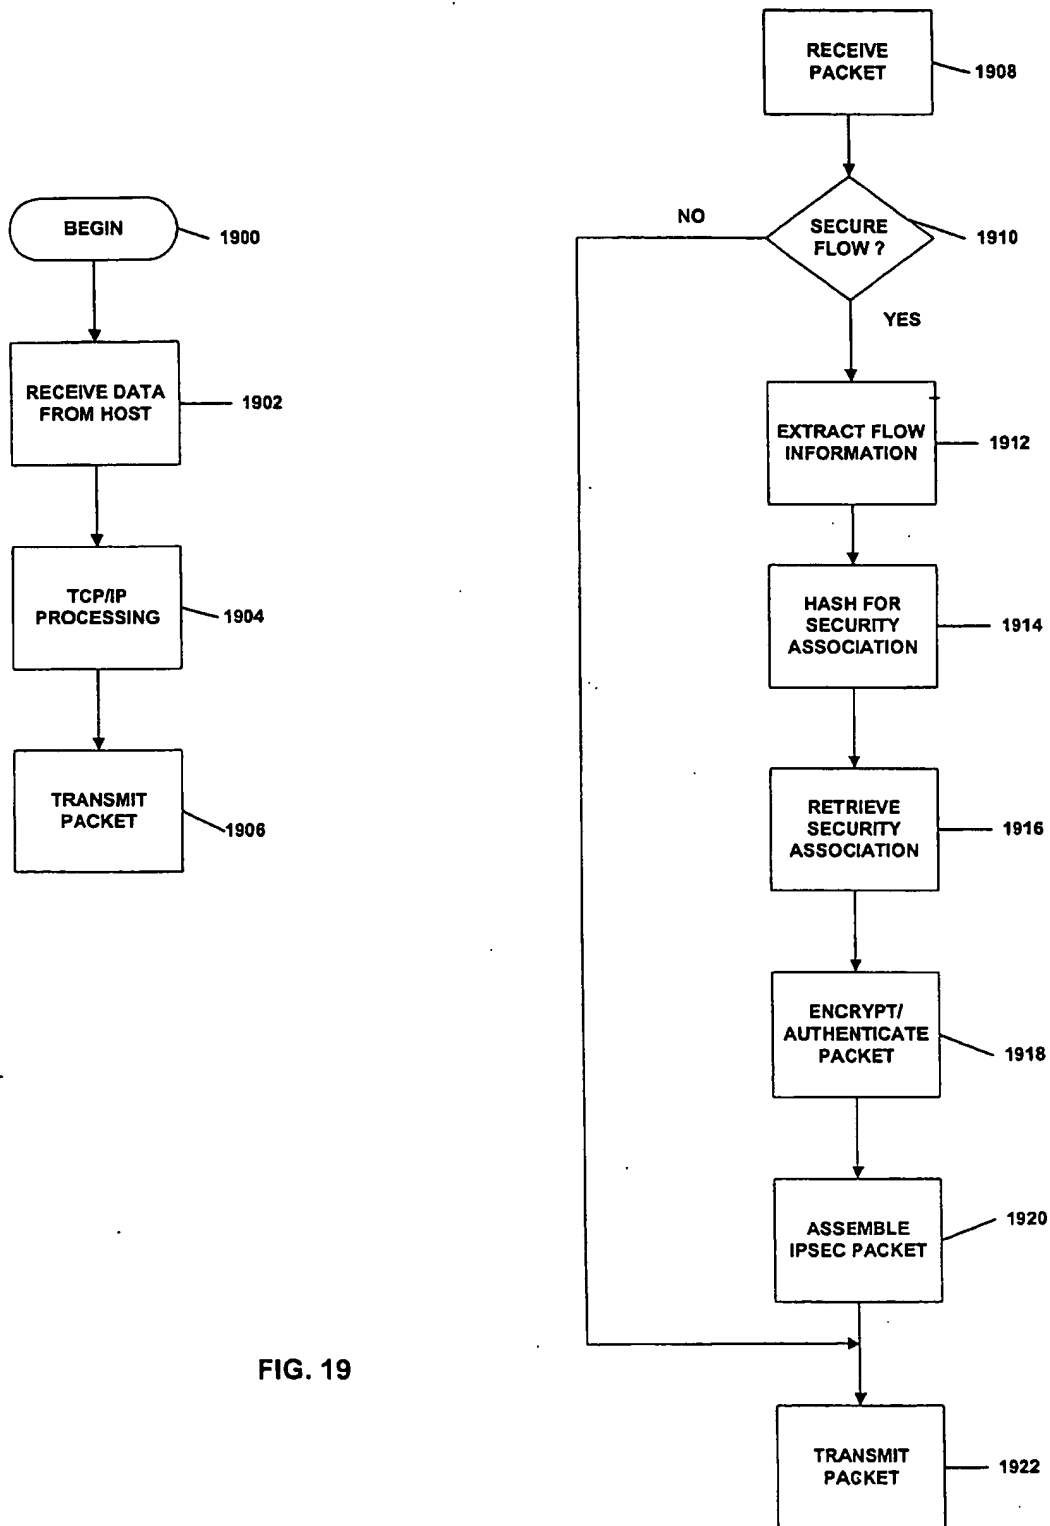 BEGIN
1900
RECEIVE DATA
FROM HOST
1902
TCP/IP
PROCESSING
1904
TRANSMIT
PACKET
1906
RECEIVE
PACKET
1908
SECURE
FLOW ?
1910
NO
YES
EXTRACT FLOW
INFORMATION
1912
HASH FOR
SECURITY
ASSOCIATION
1914
RETRIEVE
SECURITY
ASSOCIATION
1916
ENCRYPT/
AUTHENTICATE
PACKET
1918
ASSEMBLE
IPSEC PACKET
1920
TRANSMIT
PACKET
1922
FIG. 19